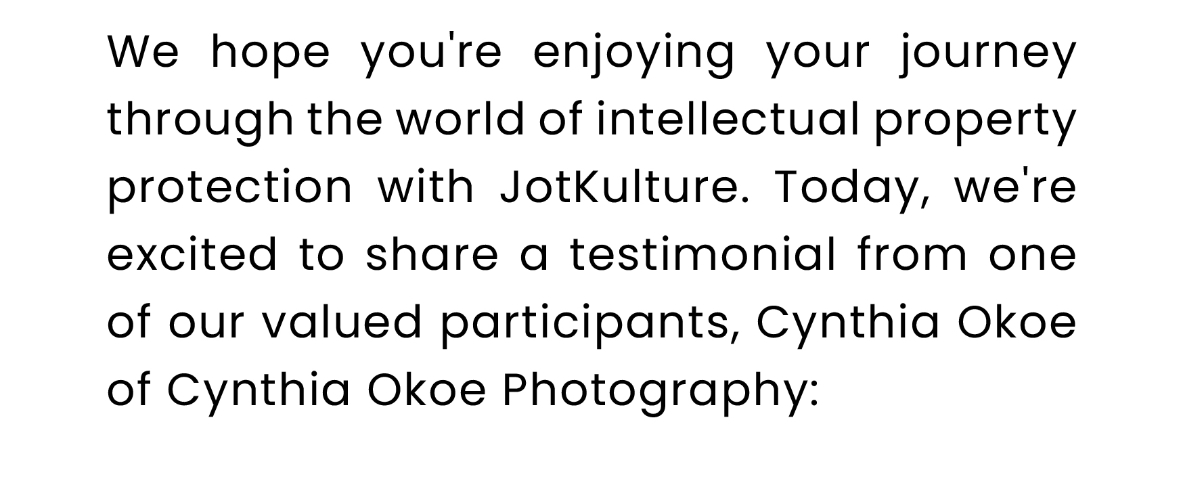 We hope you're enjoying your journey
through the world of intellectual property
protection with JotKulture. Today, we're
excited to share a testimonial from one
of our valued participants, Cynthia Okoe
of Cynthia Okoe Photography: